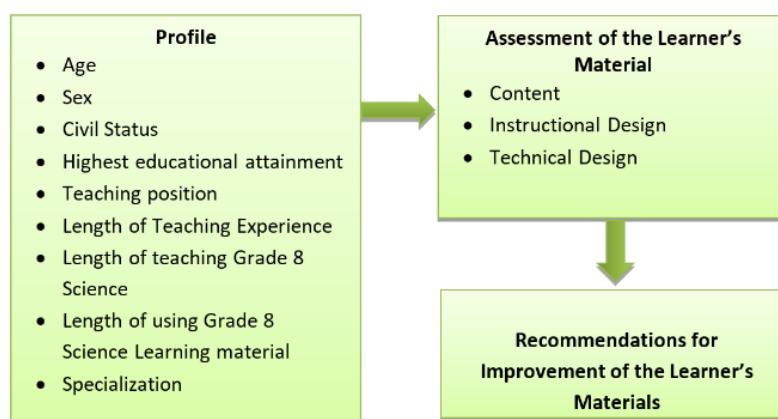 Profile
• Age
• Sex
• Civil Status
• Highest educational attainment
• Teaching position
• Length of Teaching Experience
• Length of teaching Grade 8
Science
• Length of using Grade 8
Science Learning material
• Specialization
Assessment of the Learner’s
Material
• Content
• Instructional Design
• Technical Design
Recommendations for
Improvement of the Learner’s
Materials